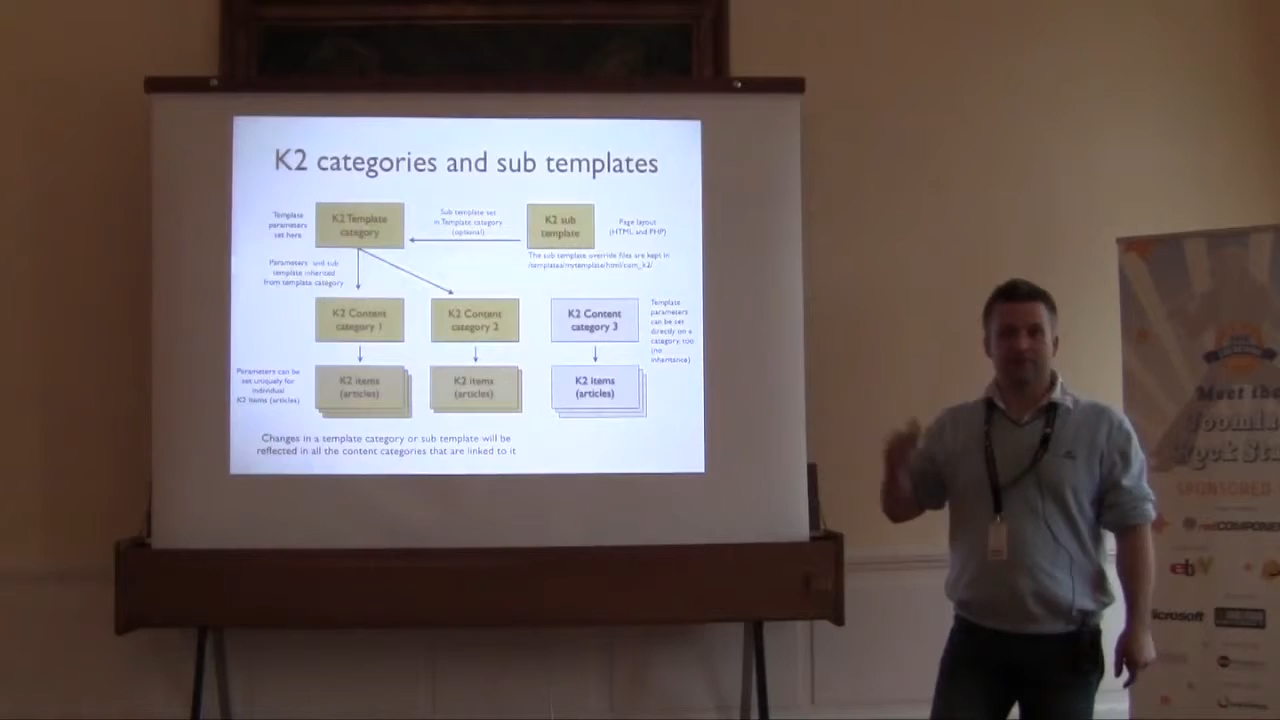 K2 categories and sub templates
Template
parameters
set here
K2 Template
category
Sub template set
in Template category
(optional)
K2 sub
template
Page layout
(HTML and PHP)
The sub template override files are kept in
/templates/mytemplate/html/com_k2/
Parameters and sub
template inherited
from template category
K2 Content
category 1
K2 Content
category 2
K2 Content
category 3
Template
parameters
can be set
directly on a
category, too
(no
inheritance)
Parameters can be
set uniquely for
individual
K2 items (articles)
K2 items
(articles)
K2 items
(articles)
K2 items
(articles)
Changes in a template category or sub template will be
reflected in all the content categories that are linked to it
Meet the
Joomla
Rock Sta
SPONSORED
redCOMPONE
ebY
icrosoft